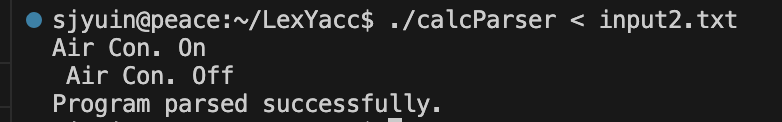 sjyuin@peace:~/LexYacc$ ./calcParser < input2.txt
Air Con. On
Air Con. Off
Program parsed successfully.